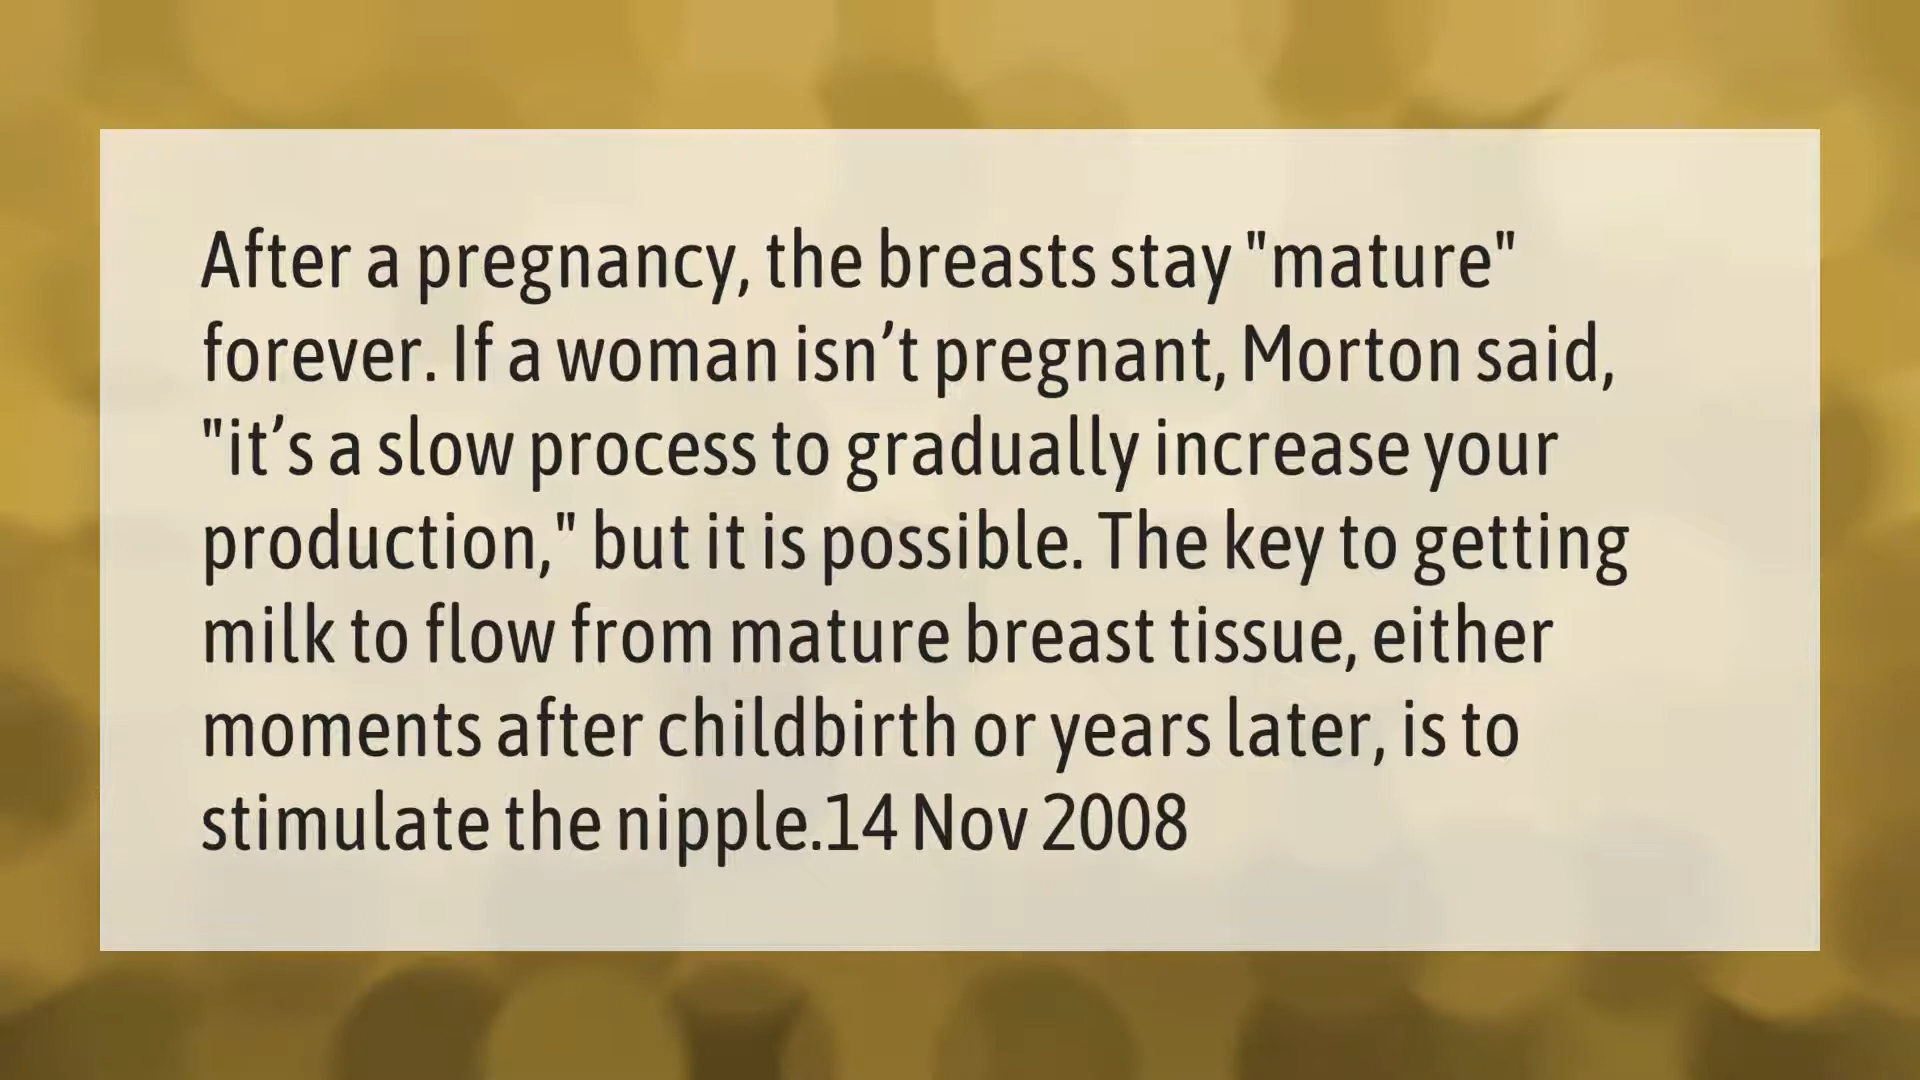 After a pregnancy, the breasts stay "mature"
forever. If a woman isn’t pregnant, Morton said,
"it’s a slow process to gradually increase your
production," but it is possible. The key to getting
milk to flow from mature breast tissue, either
moments after childbirth or years later, is to
stimulate the nipple.14 Nov 2008